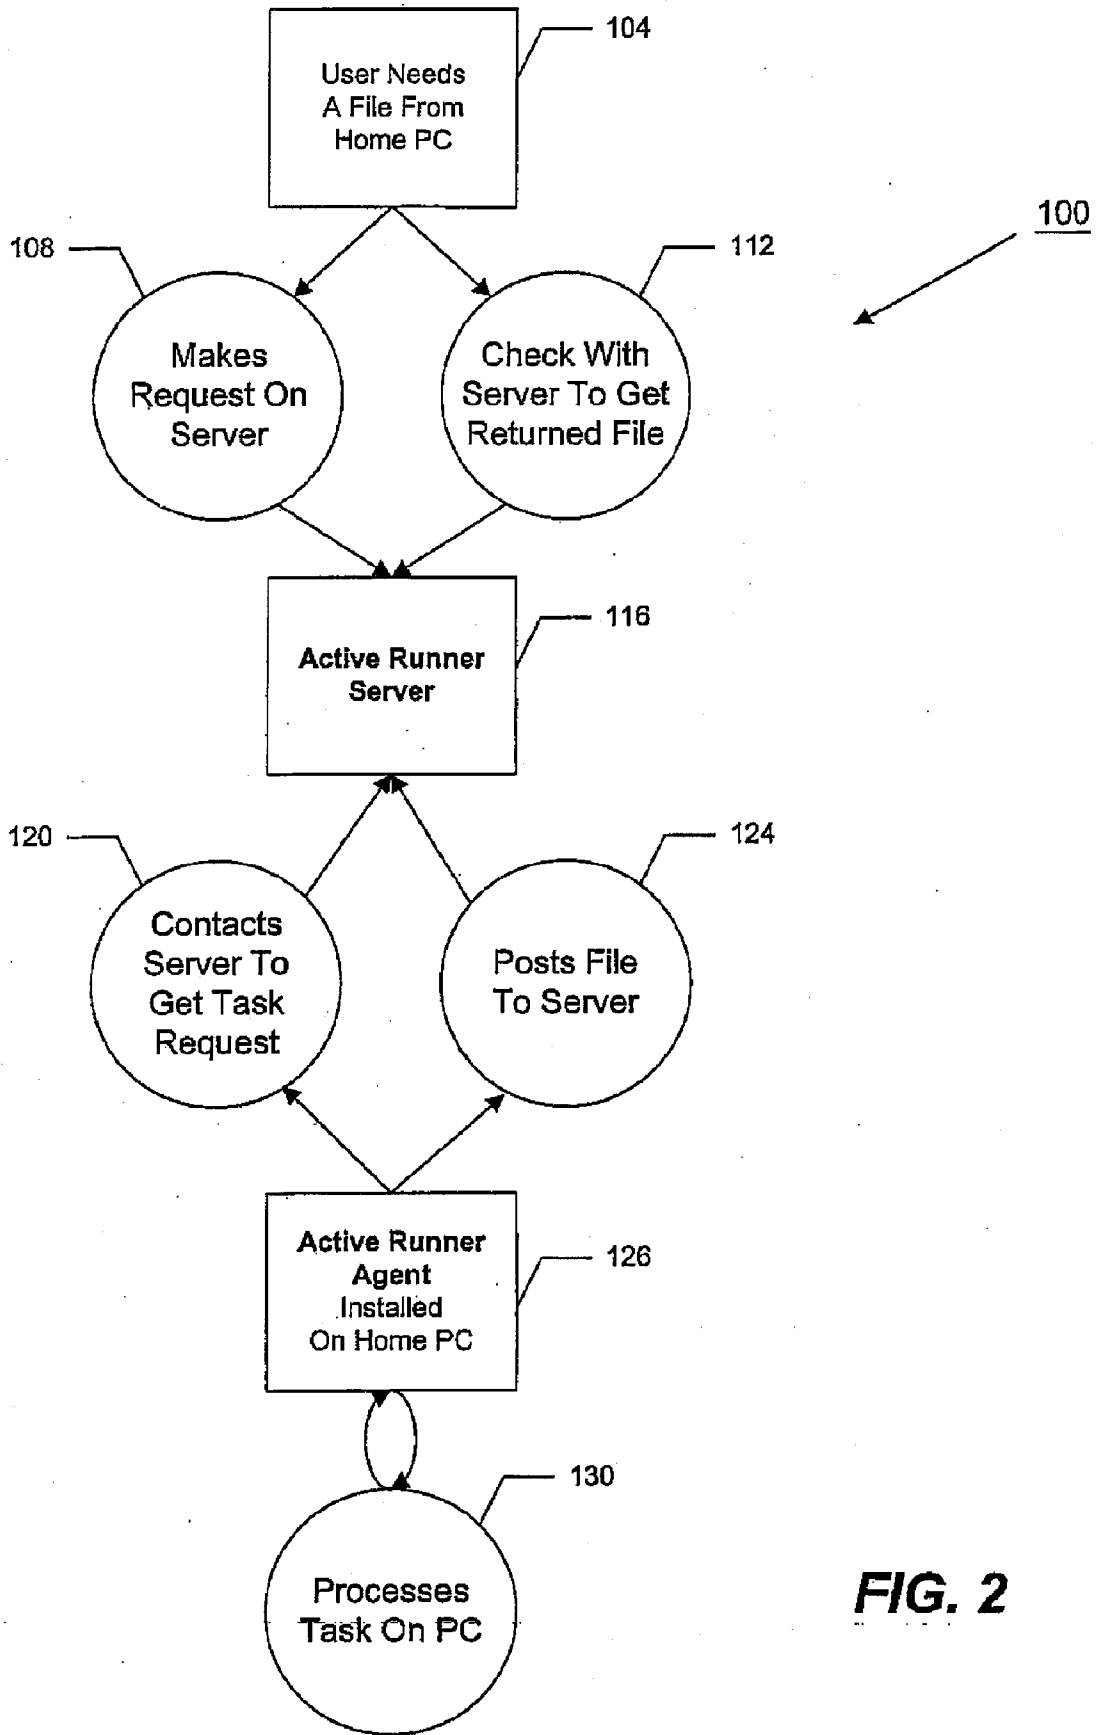 104
User Needs
A File From
Home PC
100
108
112
Makes
Request On
Server
Check With
Server To Get
Returned File
116
Active Runner
Server
120
124
Contacts
Server To
Get Task
Request
Posts File
To Server
Active Runner
Agent
Installed
On Home PC
126
130
Processes
Task On PC
FIG. 2